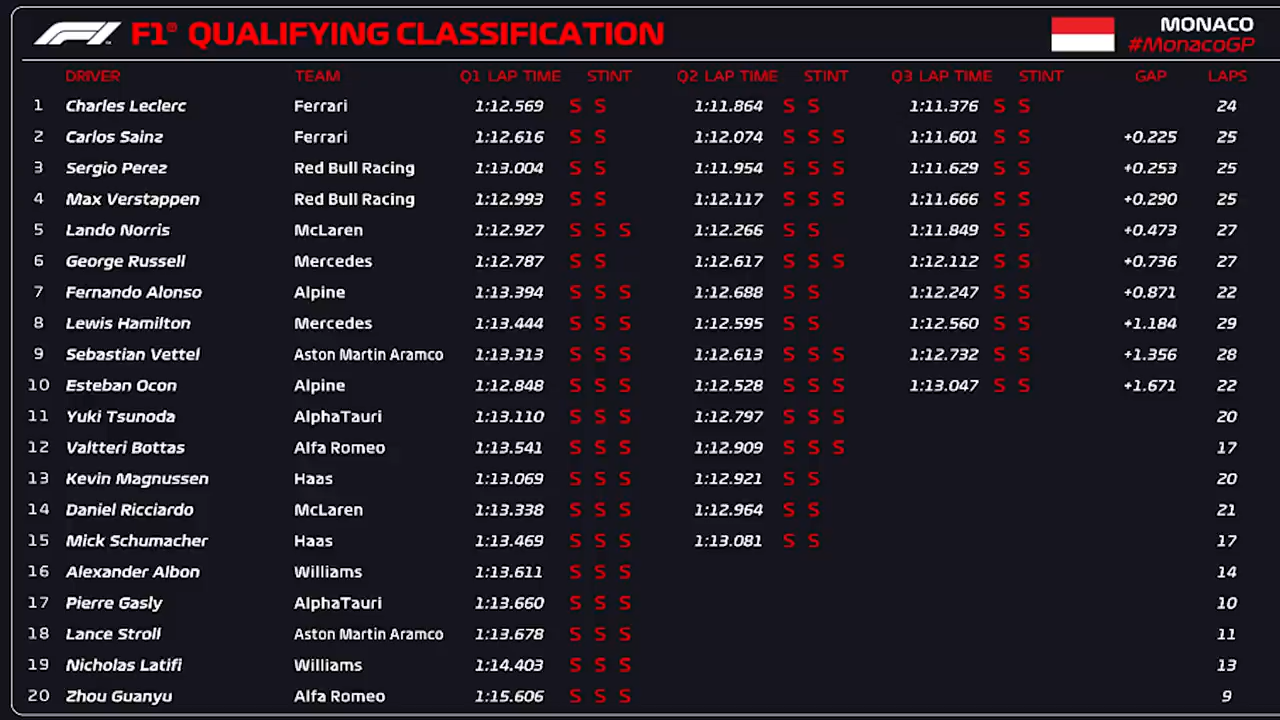 F1® QUALIFYING CLASSIFICATION MONACO
#MonacoGP
DRIVER TEAM Q1 LAP TIME STINT Q2 LAP TIME STINT Q3 LAP TIME STINT GAP LAPS
1 Charles Leclerc Ferrari 1:12.569 S S 1:11.864 S S 1:11.376 S S 24
2 Carlos Sainz Ferrari 1:12.616 S S 1:12.074 S S S 1:11.601 S S +0.225 25
3 Sergio Perez Red Bull Racing 1:13.004 S S 1:11.954 S S S 1:11.629 S S +0.253 25
4 Max Verstappen Red Bull Racing 1:12.993 S S 1:12.117 S S S 1:11.666 S S +0.290 25
5 Lando Norris McLaren 1:12.927 S S S 1:12.266 S S 1:11.849 S S +0.473 27
6 George Russell Mercedes 1:12.787 S S 1:12.617 S S S 1:12.112 S S +0.736 27
7 Fernando Alonso Alpine 1:13.394 S S S 1:12.688 S S 1:12.247 S S +0.871 22
8 Lewis Hamilton Mercedes 1:13.444 S S S 1:12.595 S S 1:12.560 S S +1.184 29
9 Sebastian Vettel Aston Martin Aramco 1:13.313 S S S 1:12.613 S S S 1:12.732 S S +1.356 28
10 Esteban Ocon Alpine 1:12.848 S S S 1:12.528 S S S 1:13.047 S S +1.671 22
11 Yuki Tsunoda AlphaTauri 1:13.110 S S S 1:12.797 S S S 20
12 Valtteri Bottas Alfa Romeo 1:13.541 S S S 1:12.909 S S S 17
13 Kevin Magnussen Haas 1:13.069 S S S 1:12.921 S S 20
14 Daniel Ricciardo McLaren 1:13.338 S S S 1:12.964 S S 21
15 Mick Schumacher Haas 1:13.469 S S S 1:13.081 S S 17
16 Alexander Albon Williams 1:13.611 S S S 14
17 Pierre Gasly AlphaTauri 1:13.660 S S S 10
18 Lance Stroll Aston Martin Aramco 1:13.678 S S S 11
19 Nicholas Latifi Williams 1:14.403 S S S 13
20 Zhou Guanyu Alfa Romeo 1:15.606 S S S 9